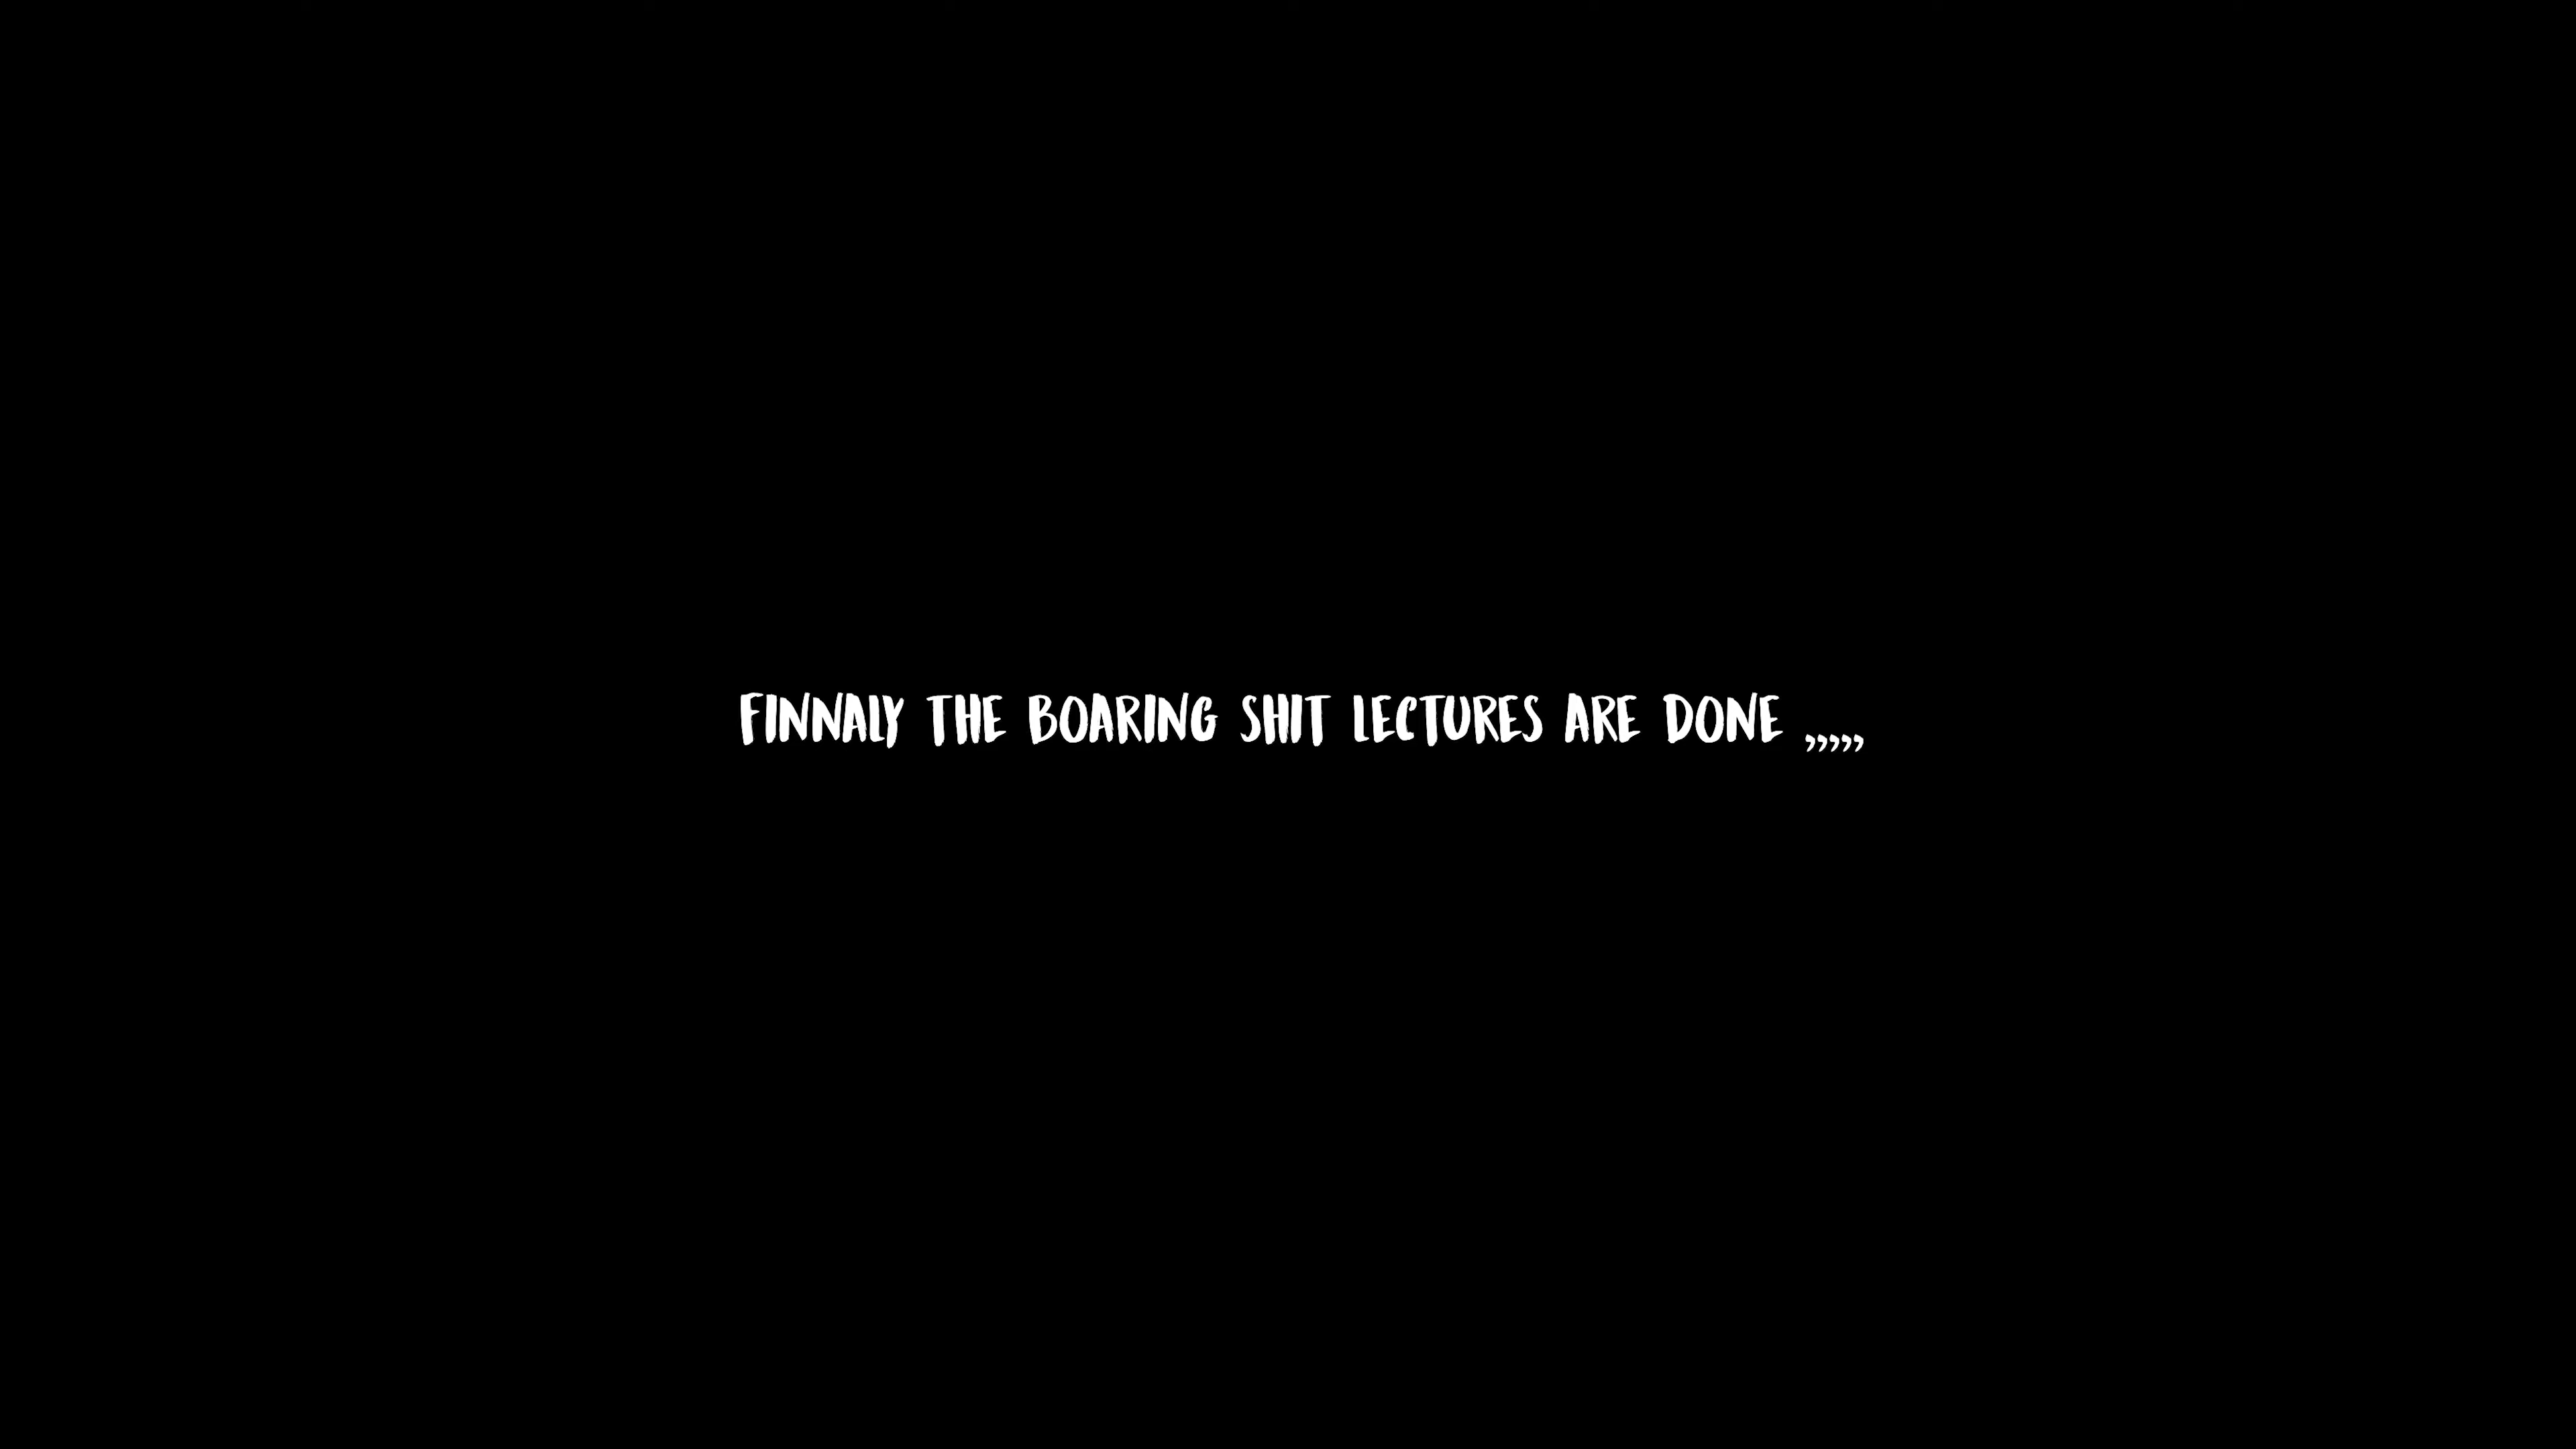 FINNALY THE BOARING SHIT LECTURES ARE DONE ,,,,,